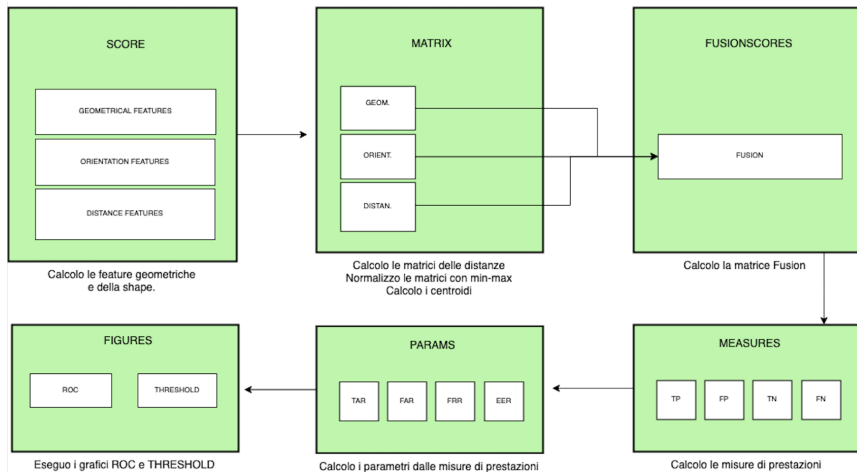 SCORE
GEOMETRICAL FEATURES
ORIENTATION FEATURES
DISTANCE FEATURES
Calcolo le feature geometriche
e della shape.
MATRIX
GEOM.
ORIENT.
DISTAN.
Calcolo le matrici delle distanze
Normalizzo le matrici con min-max
Calcolo i centroidi
FUSIONSCORES
FUSION
Calcolo la matrice Fusion
FIGURES
ROC
THRESHOLD
Eseguo i grafici ROC e THRESHOLD
PARAMS
TAR
FAR
FRR
EER
Calcolo i parametri dalle misure di prestazioni
MEASURES
TP
FP
TN
FN
Calcolo le misure di prestazioni